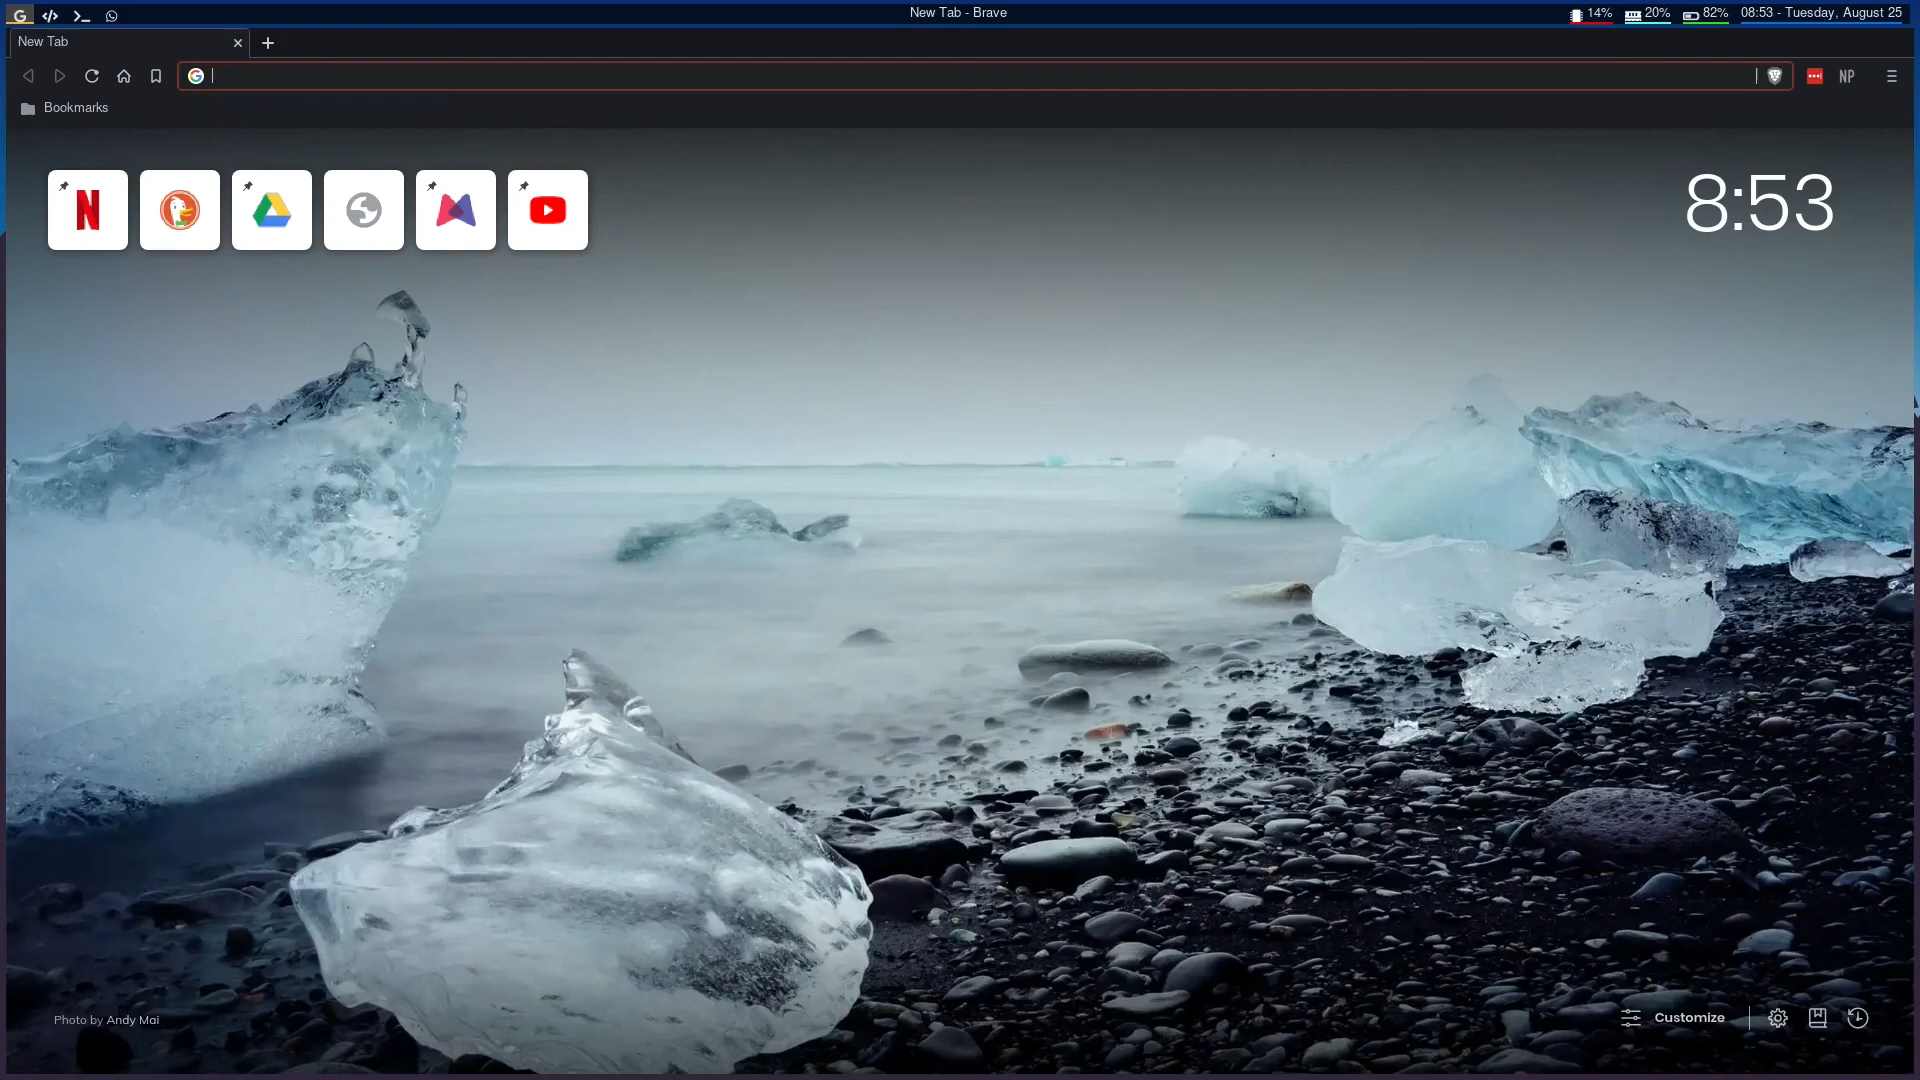 New Tab - Brave
14%
20%
82%
08:53 - Tuesday, August 25
New Tab
NP
Bookmarks
8:53
Photo by Andy Mai
Customize